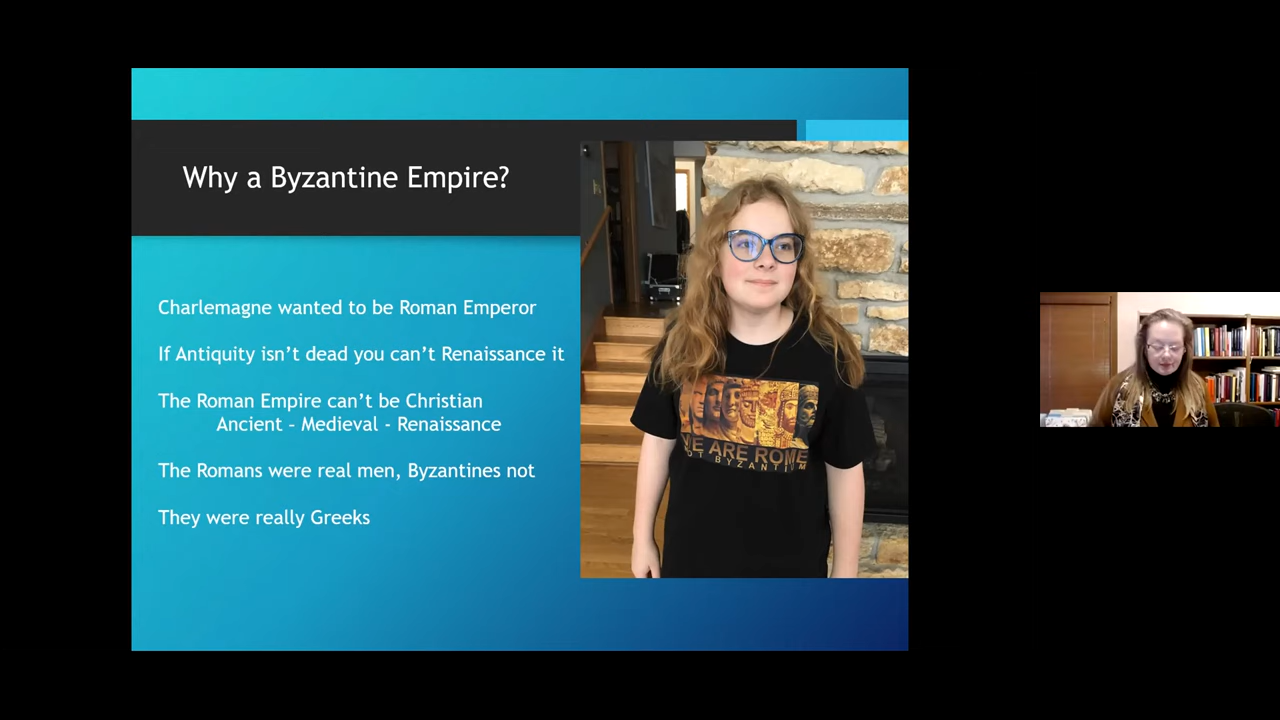 Why a Byzantine Empire?
Charlemagne wanted to be Roman Emperor
If Antiquity isn't dead you can't Renaissance it
The Roman Empire can't be Christian
Ancient - Medieval - Renaissance
The Romans were real men, Byzantines not
They were really Greeks
WE ARE ROME
NOT BYZANTIUM